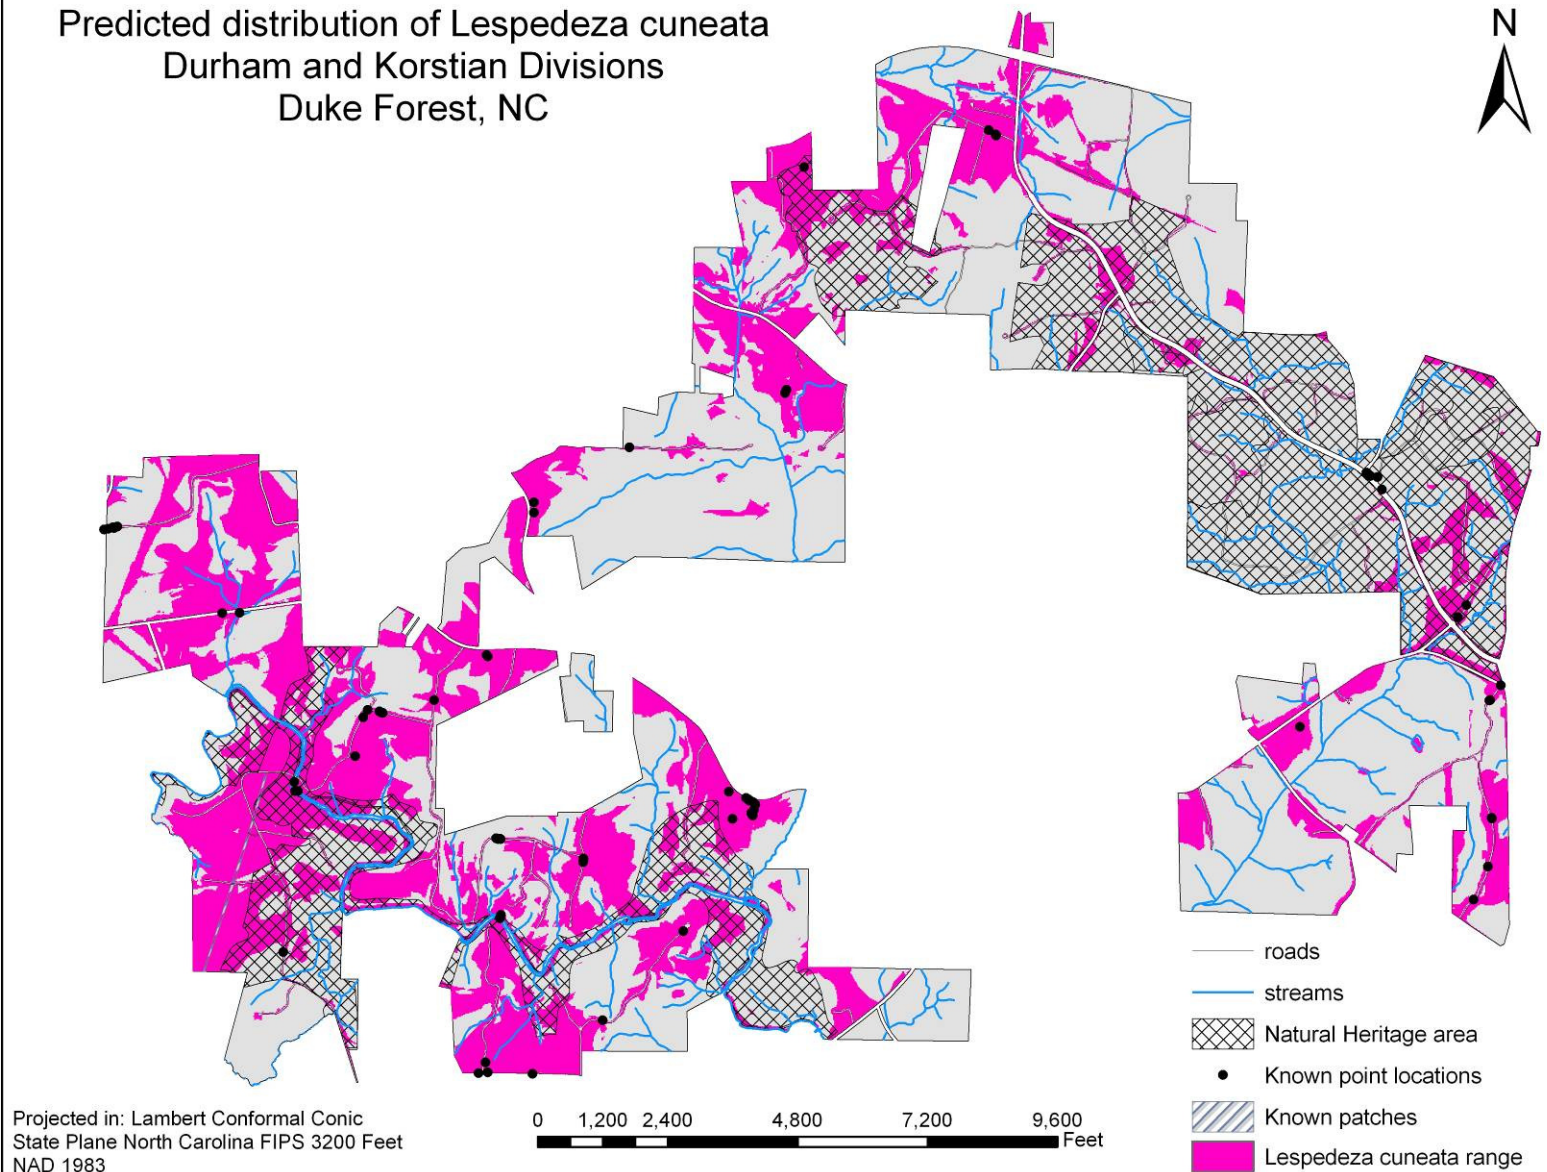 Predicted distribution of Lespedeza cuneata
Durham and Korstian Divisions
Duke Forest, NC
N
roads
streams
Natural Heritage area
Known point locations
Known patches
Lespedeza cuneata range
Projected in: Lambert Conformal Conic
State Plane North Carolina FIPS 3200 Feet
NAD 1983
0 1,200 2,400 4,800 7,200 9,600
Feet